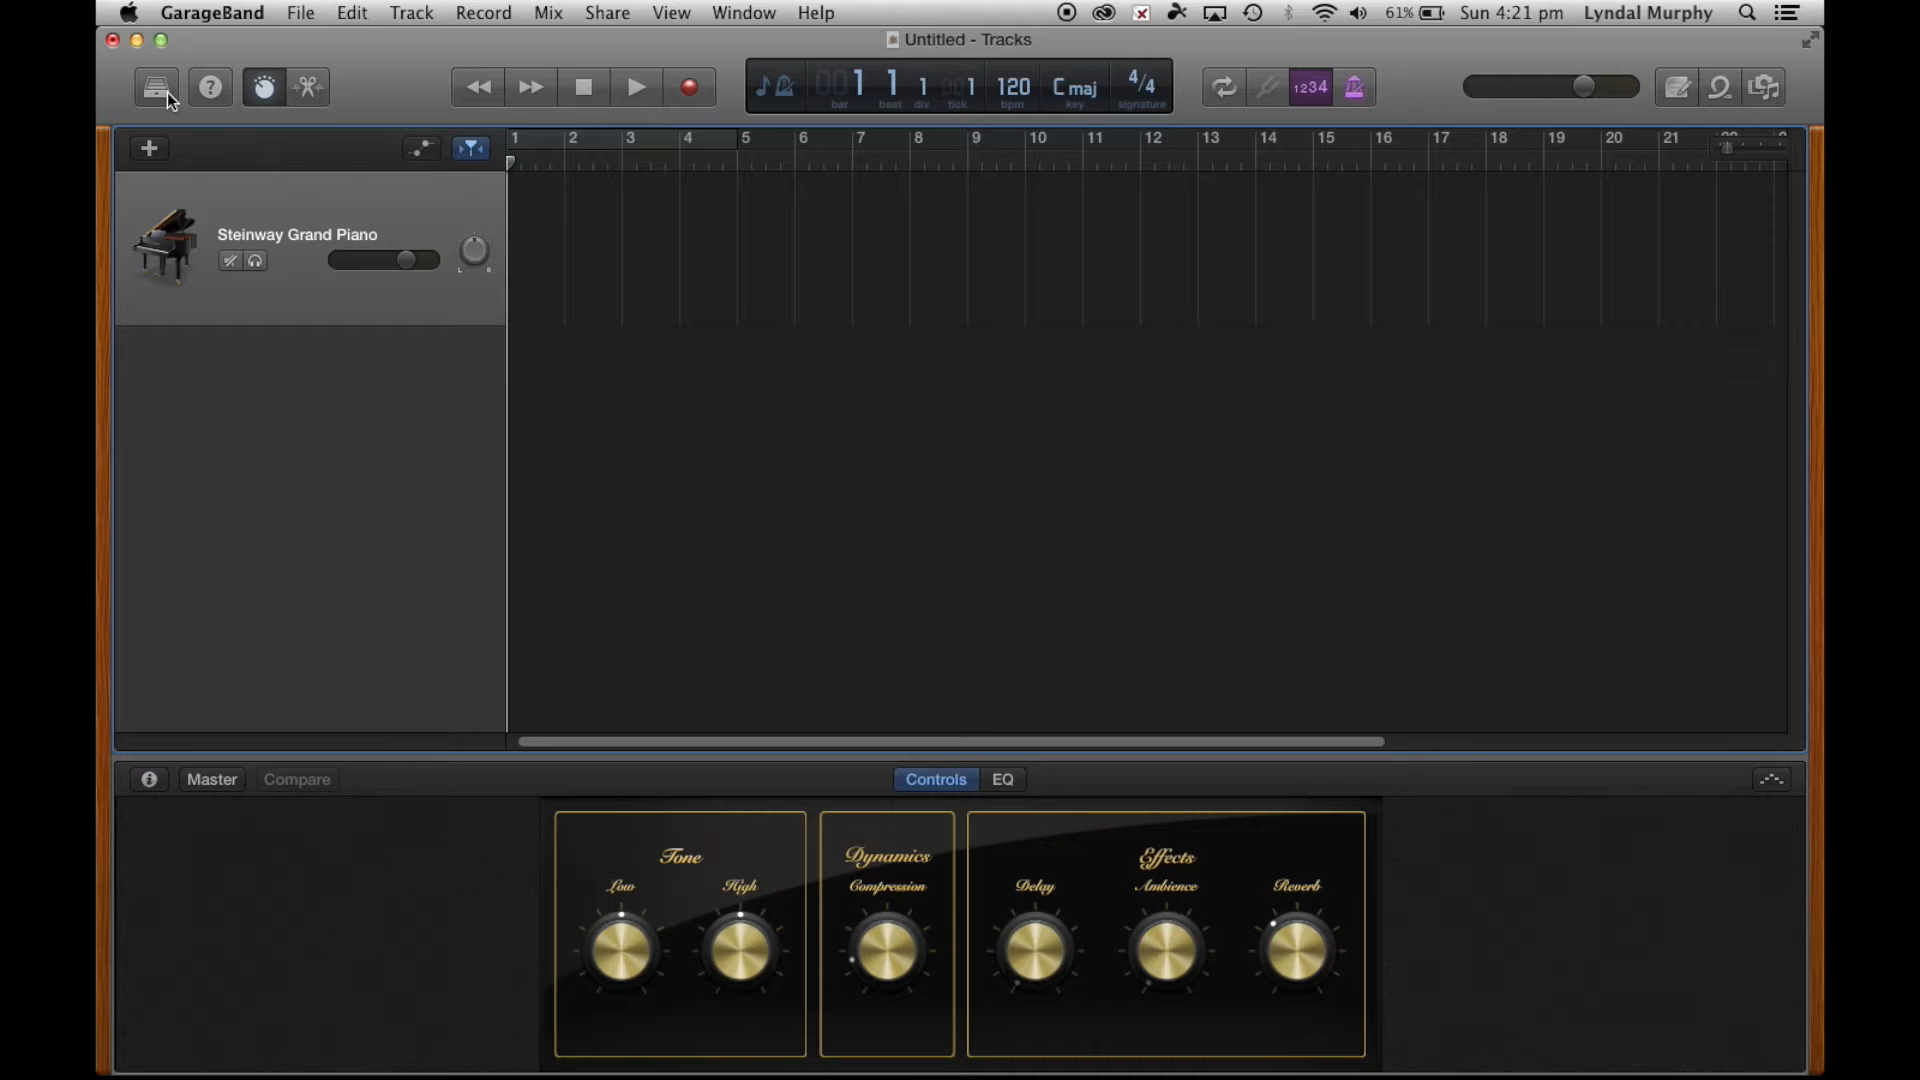 GarageBand File Edit Track Record Mix Share View Window Help 61% Sun 4:21 pm Lyndal Murphy
Untitled - Tracks
1 1 1 1 120 C maj 4/4
bar beat div tick bpm key signature
1234
1 2 3 4 5 6 7 8 9 10 11 12 13 14 15 16 17 18 19 20 21
Steinway Grand Piano
L R
Master Compare Controls EQ
Tone Dynamics Effects
Low High Compression Delay Ambience Reverb